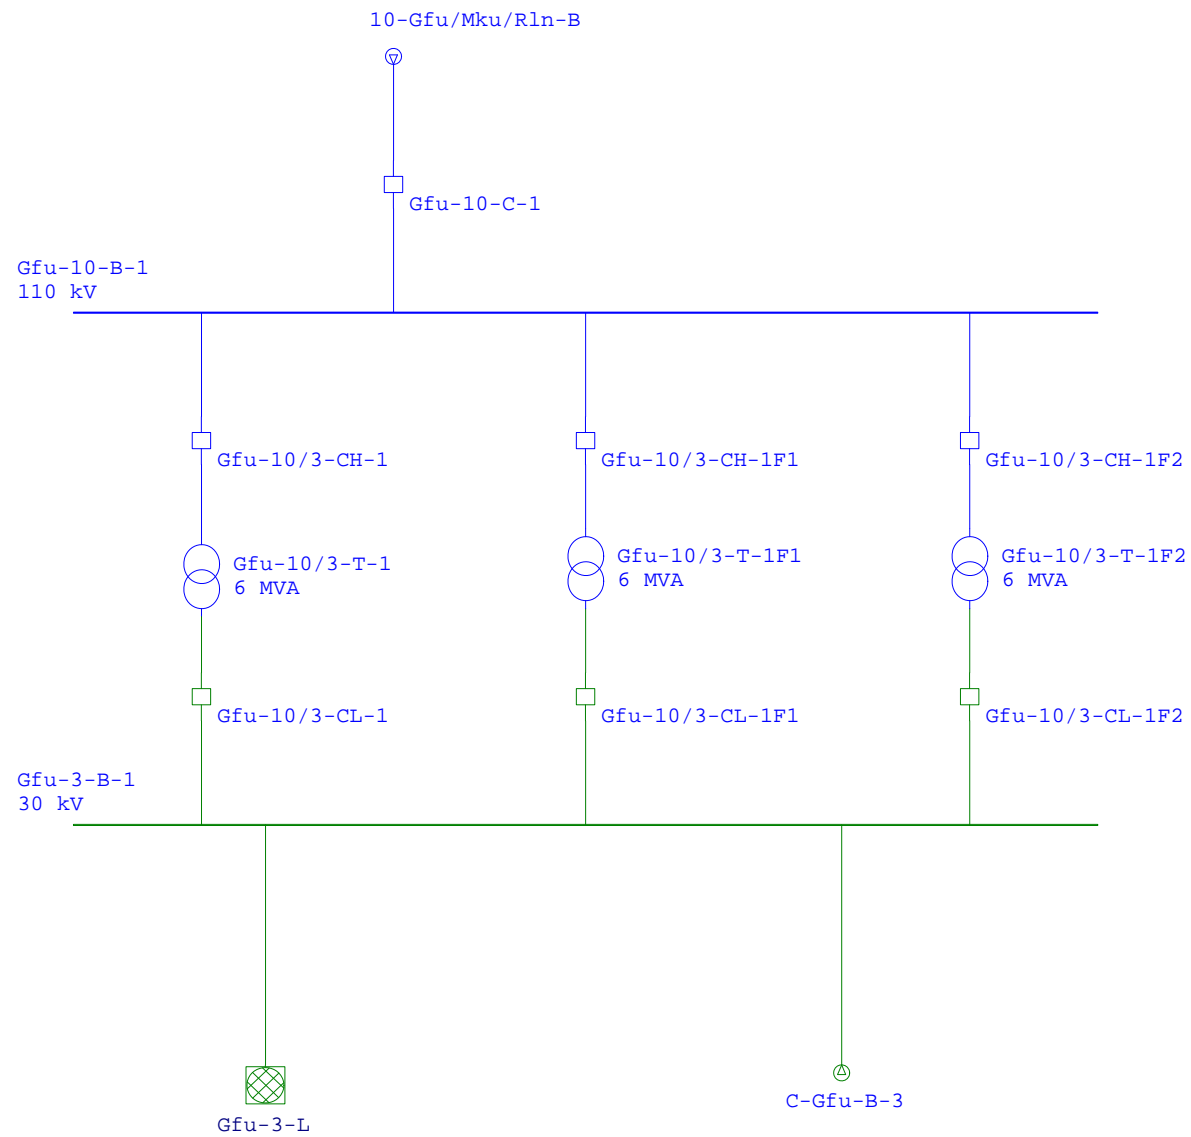 10-Gfu/Mku/Rln-B
Gfu-10-C-1
Gfu-10-B-1
110 kV
Gfu-10/3-CH-1
Gfu-10/3-CH-1F1
Gfu-10/3-CH-1F2
Gfu-10/3-T-1
6 MVA
Gfu-10/3-T-1F1
6 MVA
Gfu-10/3-T-1F2
6 MVA
Gfu-10/3-CL-1
Gfu-10/3-CL-1F1
Gfu-10/3-CL-1F2
Gfu-3-B-1
30 kV
Gfu-3-L
C-Gfu-B-3